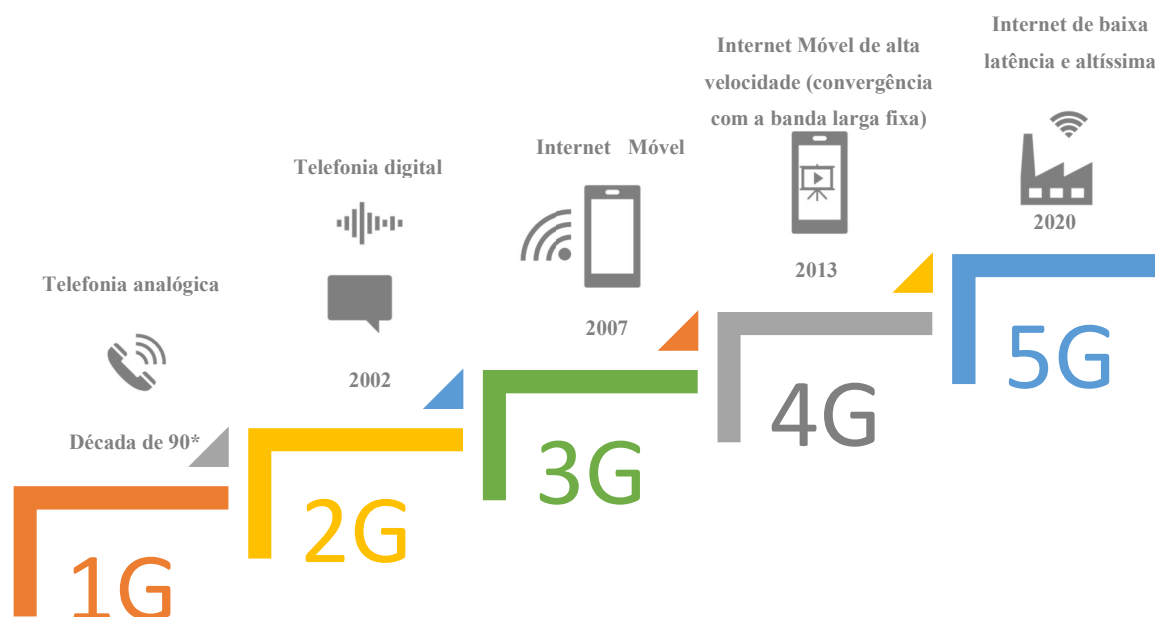 Telefonia analógica
Década de 90*
1G
Telefonia digital
2002
2G
Internet Móvel
2007
3G
Internet Móvel de alta
velocidade (convergência
com a banda larga fixa)
2013
4G
Internet de baixa
latência e altíssima
2020
5G